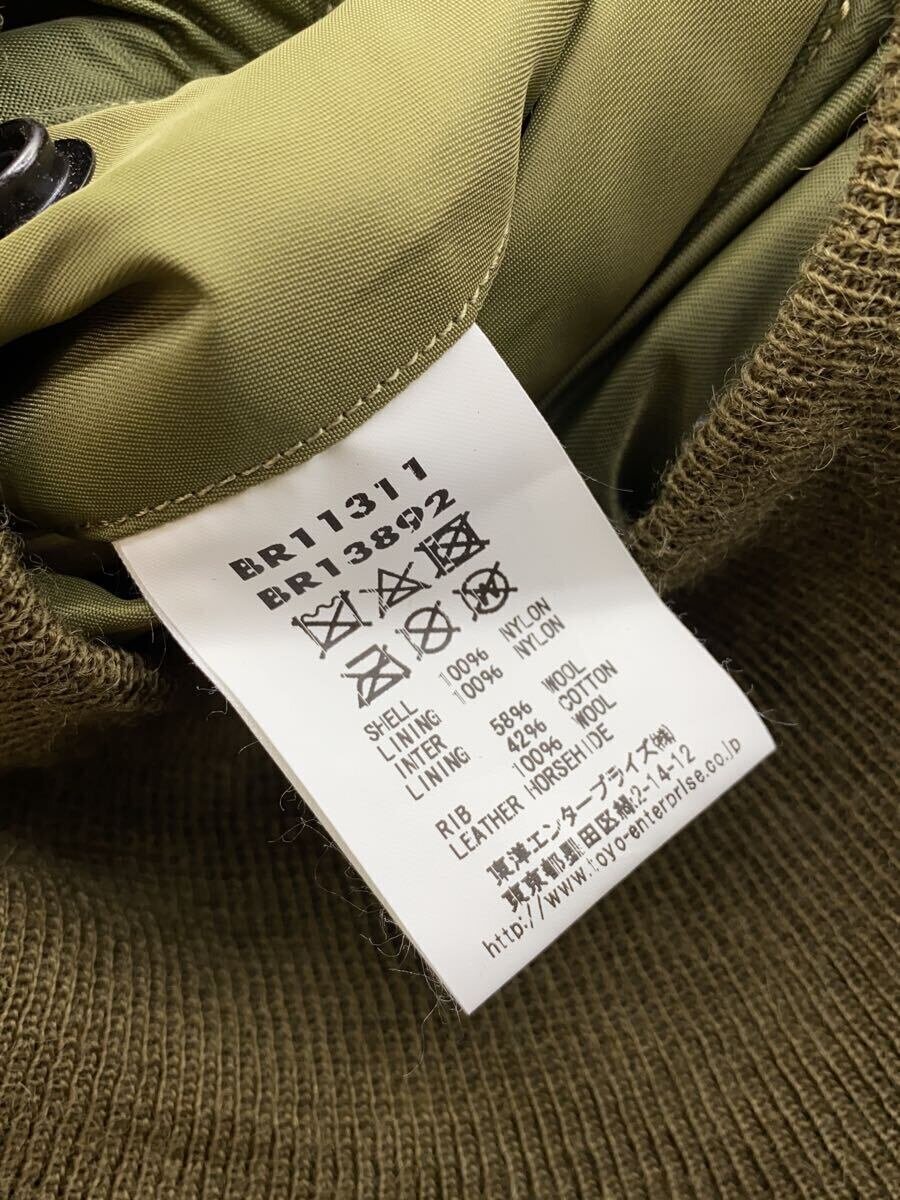 BR11311
BR13892
SHELL 100% NYLON
LINING 100% NYLON
INTER 58% WOOL
LINING 42% COTTON
RIB 100% WOOL
LEATHER HORSEHIDE
東洋エンタープライズ㈱
東京都墨田区緑2-14-12
http://www.toyo-enterprise.co.jp